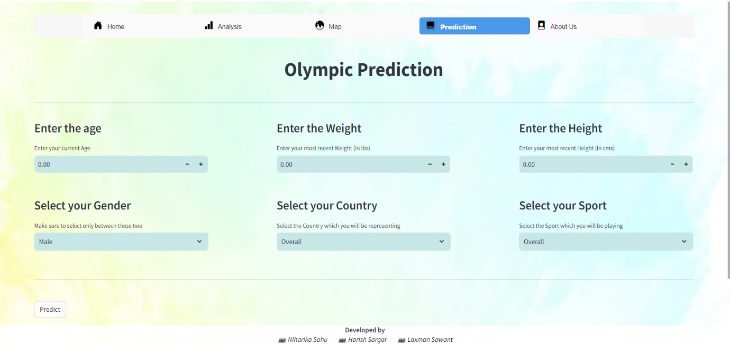 Home Analysis Map Prediction About Us
Olympic Prediction
Enter the age Enter the Weight Enter the Height
Enter your current Age Enter your most recent Weight (in lbs) Enter your most recent Height (in cms)
0.00 - + 0.00 - + 0.00 - +
Select your Gender Select your Country Select your Sport
Make sure to select only between these two Select the Country which you will be representing Select the Sport which you will be playing
Male Overall Overall
Predict
Developed by
Niharika Sahu Harish Sargar Laxman Sawant